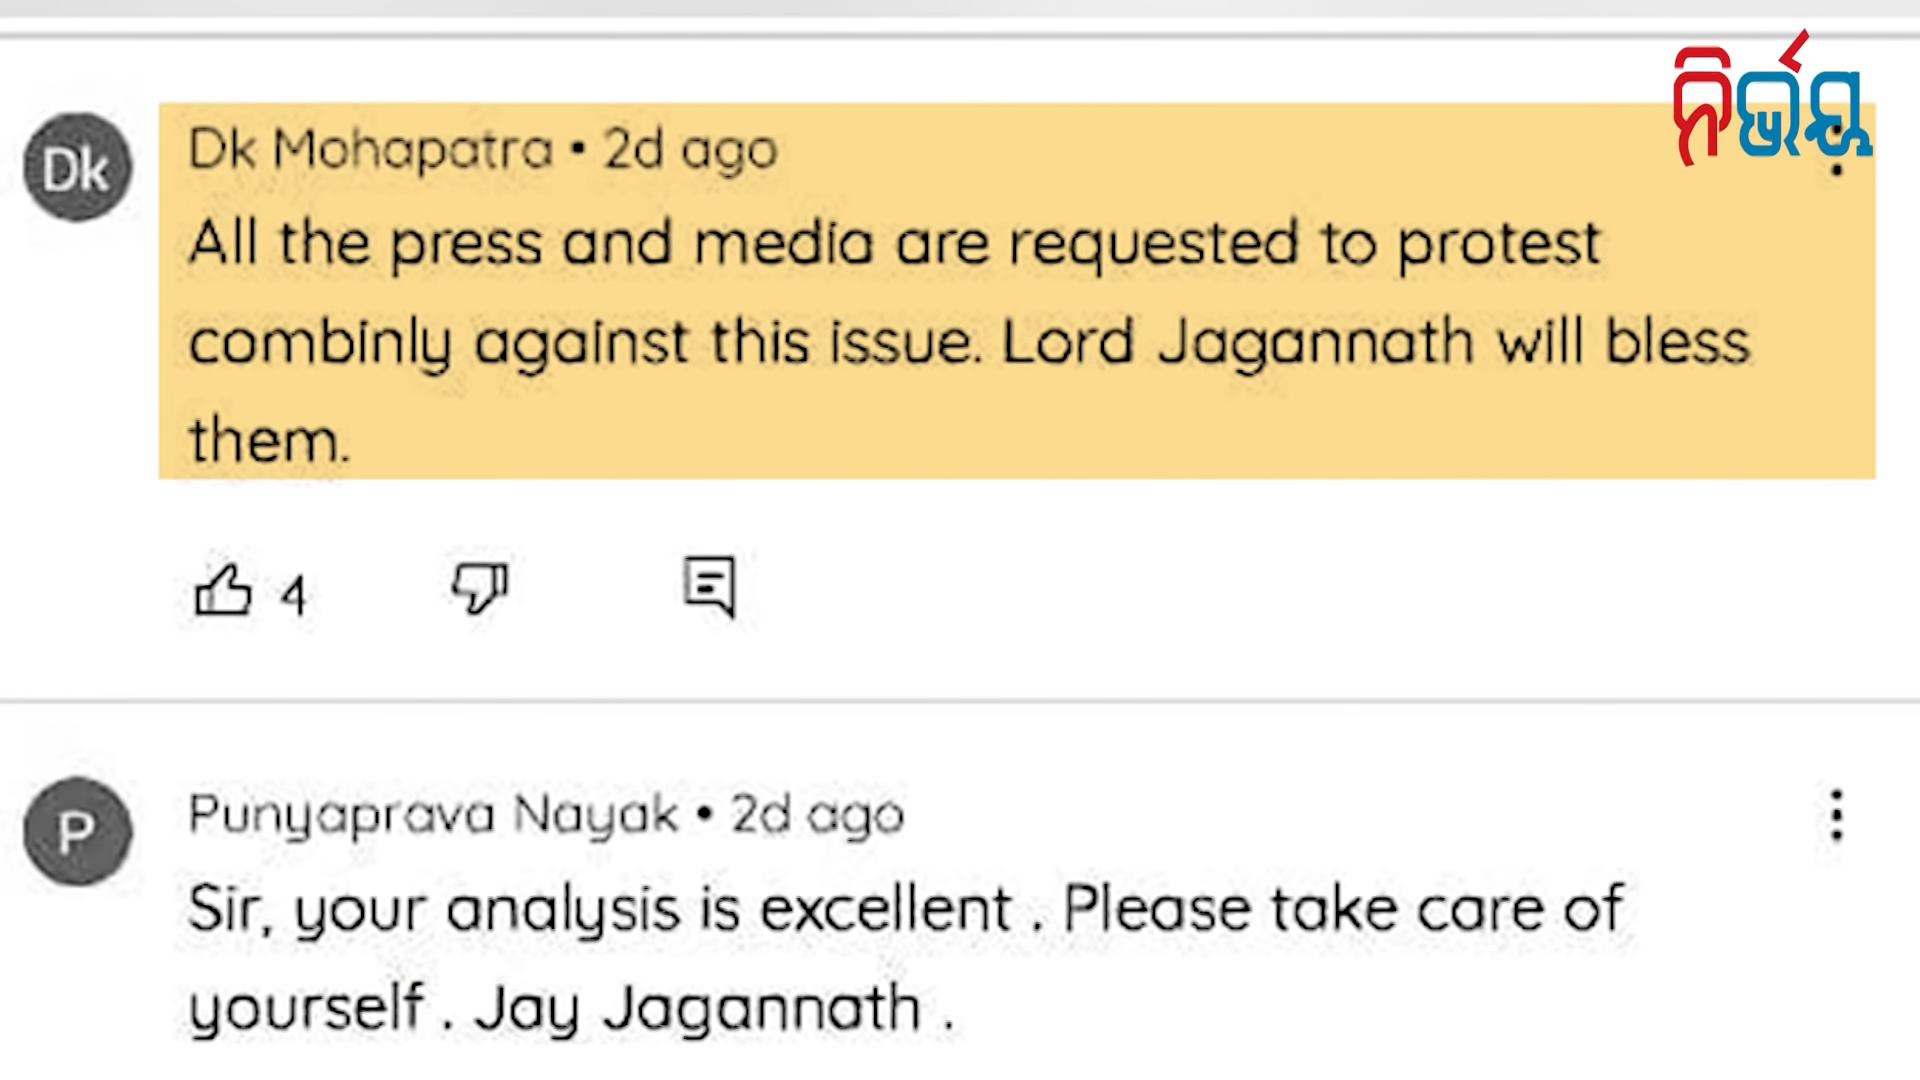 ନିର୍ଭୟ
Dk
Dk Mohapatra • 2d ago
All the press and media are requested to protest
combinly against this issue. Lord Jagannath will bless
them.
4
P
Punyaprava Nayak • 2d ago
Sir, your analysis is excellent . Please take care of
yourself . Jay Jagannath .